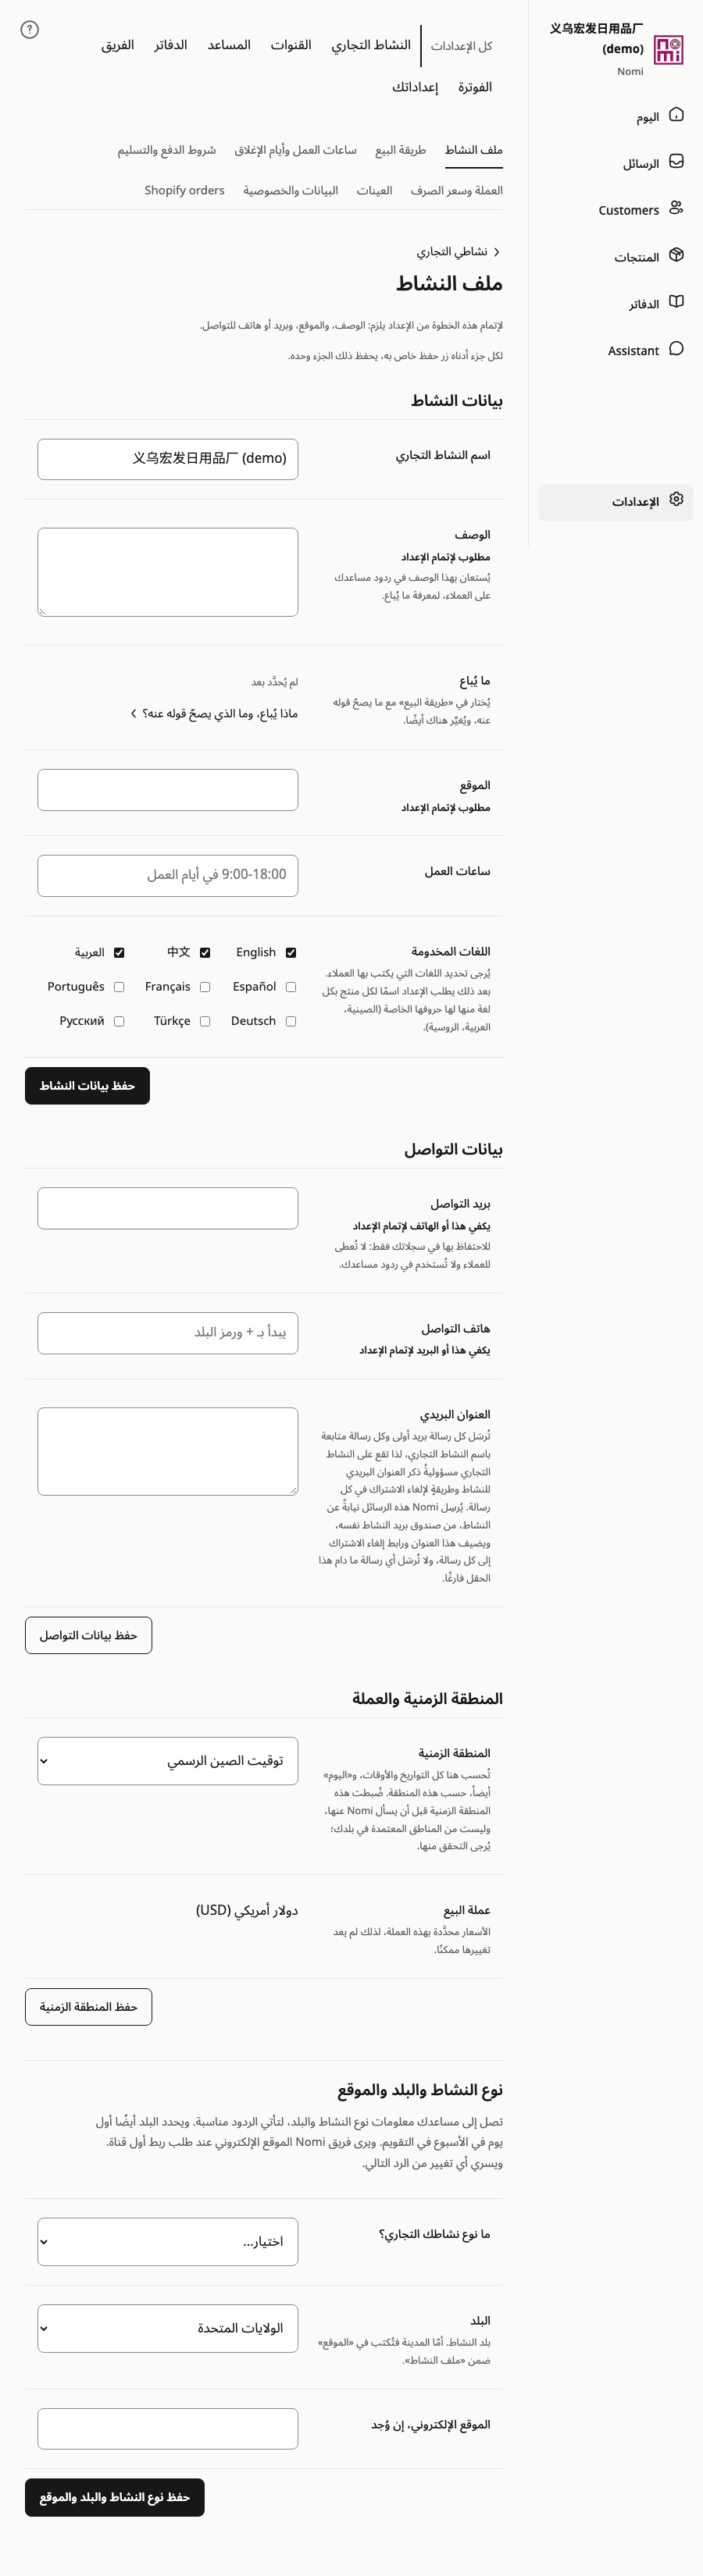 义乌宏发日用品厂
(demo)
Nomi
اليوم
الرسائل
Customers
المنتجات
الدفاتر
Assistant
الإعدادات
كل الإعدادات
النشاط التجاري
القنوات
المساعد
الدفاتر
الفريق
الفوترة
إعداداتك
ملف النشاط
طريقة البيع
ساعات العمل وأيام الإغلاق
شروط الدفع والتسليم
العملة وسعر الصرف
العينات
البيانات والخصوصية
Shopify orders
نشاطي التجاري
ملف النشاط
لإتمام هذه الخطوة من الإعداد يلزم: الوصف، والموقع، وبريد أو هاتف للتواصل.
لكل جزء أدناه زر حفظ خاص به، يحفظ ذلك الجزء وحده.
بيانات النشاط
اسم النشاط التجاري
义乌宏发日用品厂 (demo)
الوصف
مطلوب لإتمام الإعداد
يُستعان بهذا الوصف في ردود مساعدك
على العملاء، لمعرفة ما يُباع.
ما يُباع
يُختار في «طريقة البيع» مع ما يصحّ قوله
عنه، ويُغيَّر هناك أيضًا.
لم يُحدَّد بعد
ماذا يُباع، وما الذي يصحّ قوله عنه؟
الموقع
مطلوب لإتمام الإعداد
ساعات العمل
9:00-18:00 في أيام العمل
اللغات المخدومة
يُرجى تحديد اللغات التي يكتب بها العملاء.
بعد ذلك يطلب الإعداد اسمًا لكل منتج بكل
لغة منها لها حروفها الخاصة (الصينية،
العربية، الروسية).
English
中文
العربية
Español
Français
Português
Deutsch
Türkçe
Русский
حفظ بيانات النشاط
بيانات التواصل
بريد التواصل
يكفي هذا أو الهاتف لإتمام الإعداد
للاحتفاظ بها في سجلاتك فقط: لا تُعطى
للعملاء ولا تُستخدم في ردود مساعدك.
هاتف التواصل
يكفي هذا أو البريد لإتمام الإعداد
يبدأ بـ + ورمز البلد
العنوان البريدي
تُرسَل كل رسالة بريد أولى وكل رسالة متابعة
باسم النشاط التجاري، لذا تقع على النشاط
التجاري مسؤوليةُ ذكر العنوان البريدي
للنشاط وطريقةٍ لإلغاء الاشتراك في كل
رسالة. يُرسِل Nomi هذه الرسائل نيابةً عن
النشاط، من صندوق بريد النشاط نفسه،
ويضيف هذا العنوان ورابط إلغاء الاشتراك
إلى كل رسالة، ولا تُرسَل أي رسالة ما دام هذا
الحقل فارغًا.
حفظ بيانات التواصل
المنطقة الزمنية والعملة
المنطقة الزمنية
تُحسب هنا كل التواريخ والأوقات، و«اليوم»
أيضاً، حسب هذه المنطقة. ضُبطت هذه
المنطقة الزمنية قبل أن يسأل Nomi عنها،
وليست من المناطق المعتمدة في بلدك؛
يُرجى التحقق منها.
توقيت الصين الرسمي
عملة البيع
الأسعار محدَّدة بهذه العملة، لذلك لم يعد
تغييرها ممكنًا.
دولار أمريكي (USD)
حفظ المنطقة الزمنية
نوع النشاط والبلد والموقع
تصل إلى مساعدك معلومات نوع النشاط والبلد، لتأتي الردود مناسبة. ويحدد البلد أيضًا أول
يوم في الأسبوع في التقويم. ويرى فريق Nomi الموقع الإلكتروني عند طلب ربط أول قناة.
ويسري أي تغيير من الرد التالي.
ما نوع نشاطك التجاري؟
اختيار...
البلد
بلد النشاط. أمّا المدينة فتُكتب في «الموقع»
ضمن «ملف النشاط».
الولايات المتحدة
الموقع الإلكتروني، إن وُجد
حفظ نوع النشاط والبلد والموقع